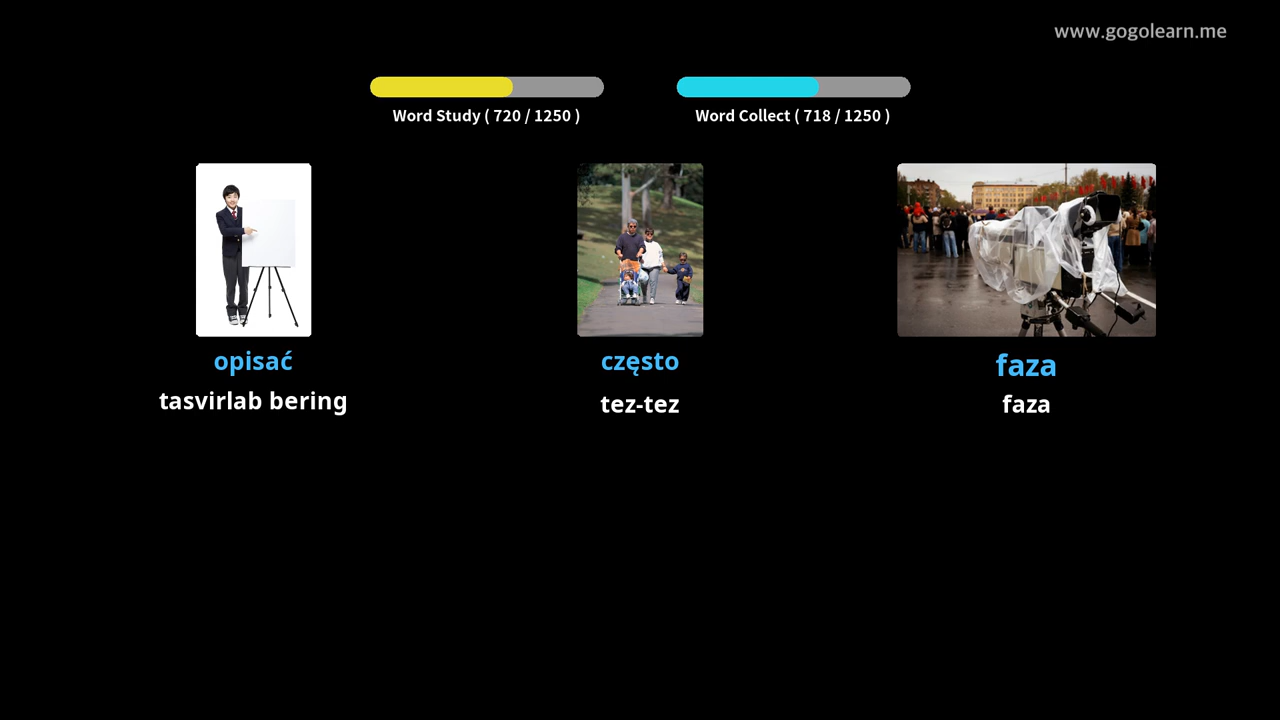 www.gogolearn.me
Word Study ( 720 / 1250 )
Word Collect ( 718 / 1250 )
opisać
tasvirlab bering
często
tez-tez
faza
faza